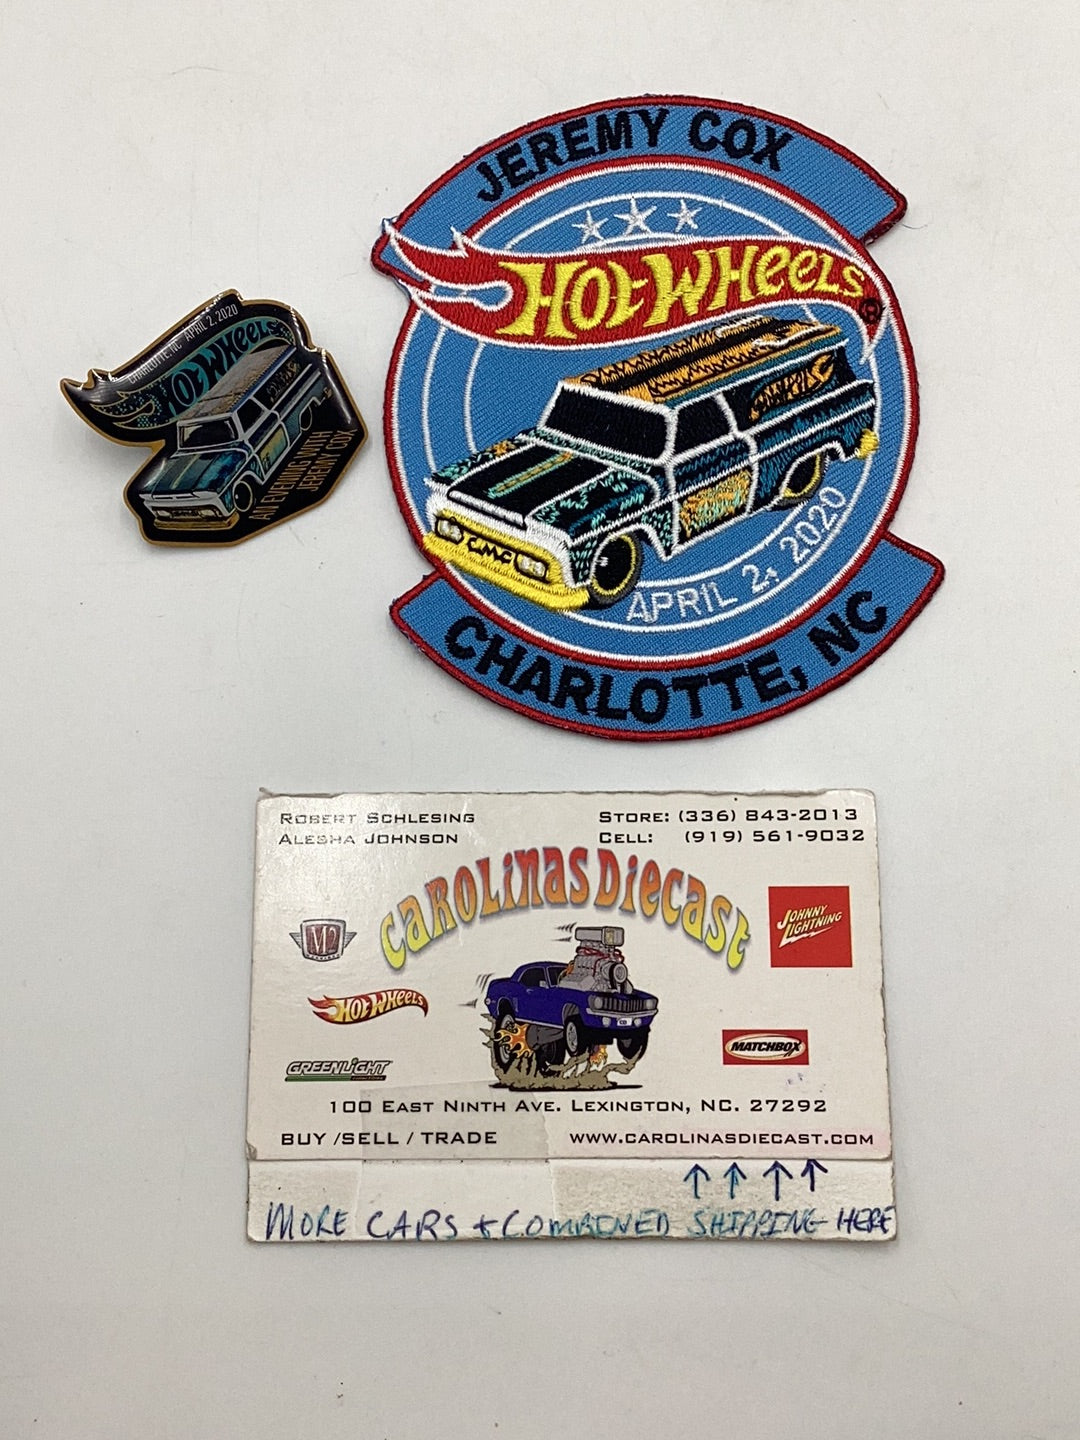 CHARLOTTE, NC APRIL 2, 2020
HOT WHEELS
AN EVENING WITH
JEREMY COX
JEREMY COX
HOT WHEELS
GMC
APRIL 2, 2020
CHARLOTTE, NC
ROBERT SCHLESING
ALESHA JOHNSON
STORE: (336) 843-2013
CELL: (919) 561-9032
CAROLINAS DIECAST
M2
JOHNNY
LIGHTNING
HOT WHEELS
GREENLIGHT
MATCHBOX
100 EAST NINTH AVE. LEXINGTON, NC. 27292
BUY /SELL / TRADE
WWW.CAROLINASDIECAST.COM
MORE CARS + COMBINED SHIPPING HERE